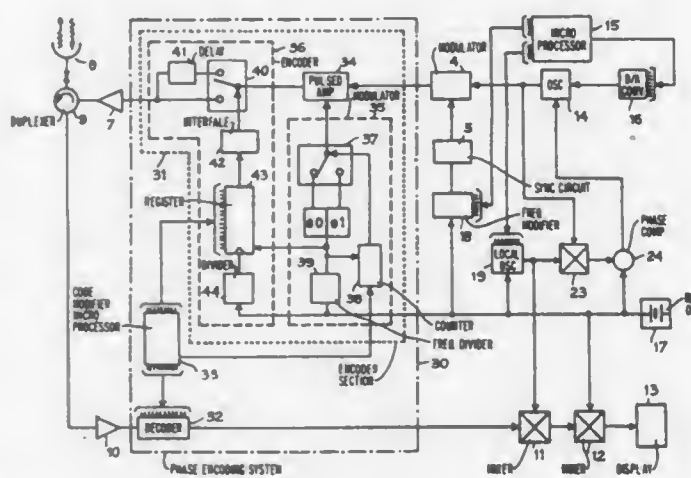 8
DUPLEXER
9
7
41
DELAY
40
36
ENCODER
34
PULSED
AMP
MODULATOR
35
MODULATOR
4
15
MICRO
PROCESSOR
OSC
14
D/A
CONV.
16
INTERFACE
42
31
37
43
REGISTER
ø0
ø1
SYNC CIRCUIT
18
FREQ
MODIFIER
PHASE
COMP
24
LOCAL
OSC
19
23
DIVIDER
44
39
38
COUNTER
FREQ. DIVIDER
17
CODE
MODIFIER
MICRO
PROCESSOR
33
ENCODER
SECTION
30
DECODER
32
10
PHASE ENCODING SYSTEM
MIXER
11
MIXER
12
13
DISPLAY